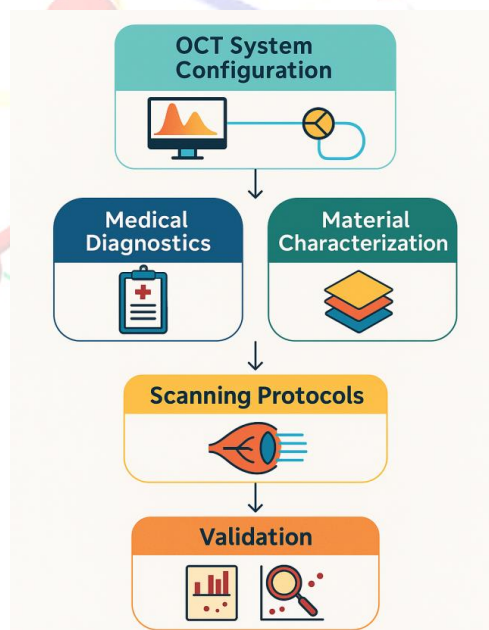 OCT System
Configuration
Medical
Diagnostics
Material
Characterization
Scanning Protocols
Validation